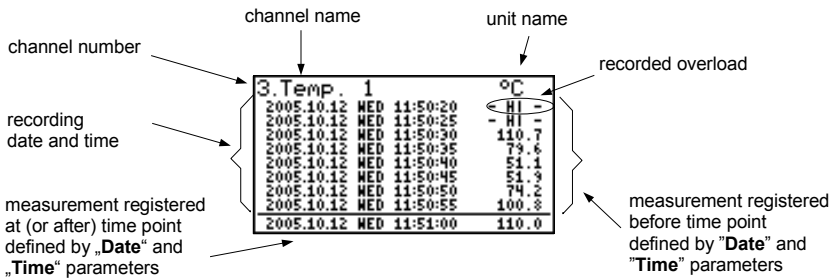 channel name
unit name
channel number
recorded overload
3.Temp. 1 °C
2005.10.12 WED 11:50:20 - HI -
2005.10.12 WED 11:50:25 - HI -
2005.10.12 WED 11:50:30 110.7
2005.10.12 WED 11:50:35 79.6
2005.10.12 WED 11:50:40 51.1
2005.10.12 WED 11:50:45 51.9
2005.10.12 WED 11:50:50 74.2
2005.10.12 WED 11:50:55 100.8
2005.10.12 WED 11:51:00 110.0
recording
date and time
measurement registered
at (or after) time point
defined by „Date“ and
„Time“ parameters
measurement registered
before time point
defined by ”Date” and
”Time” parameters